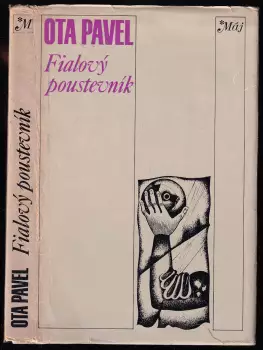 *M
OTA PAVEL
Fialový poustevník
OTA PAVEL
*Máj
Fialový
poustevník